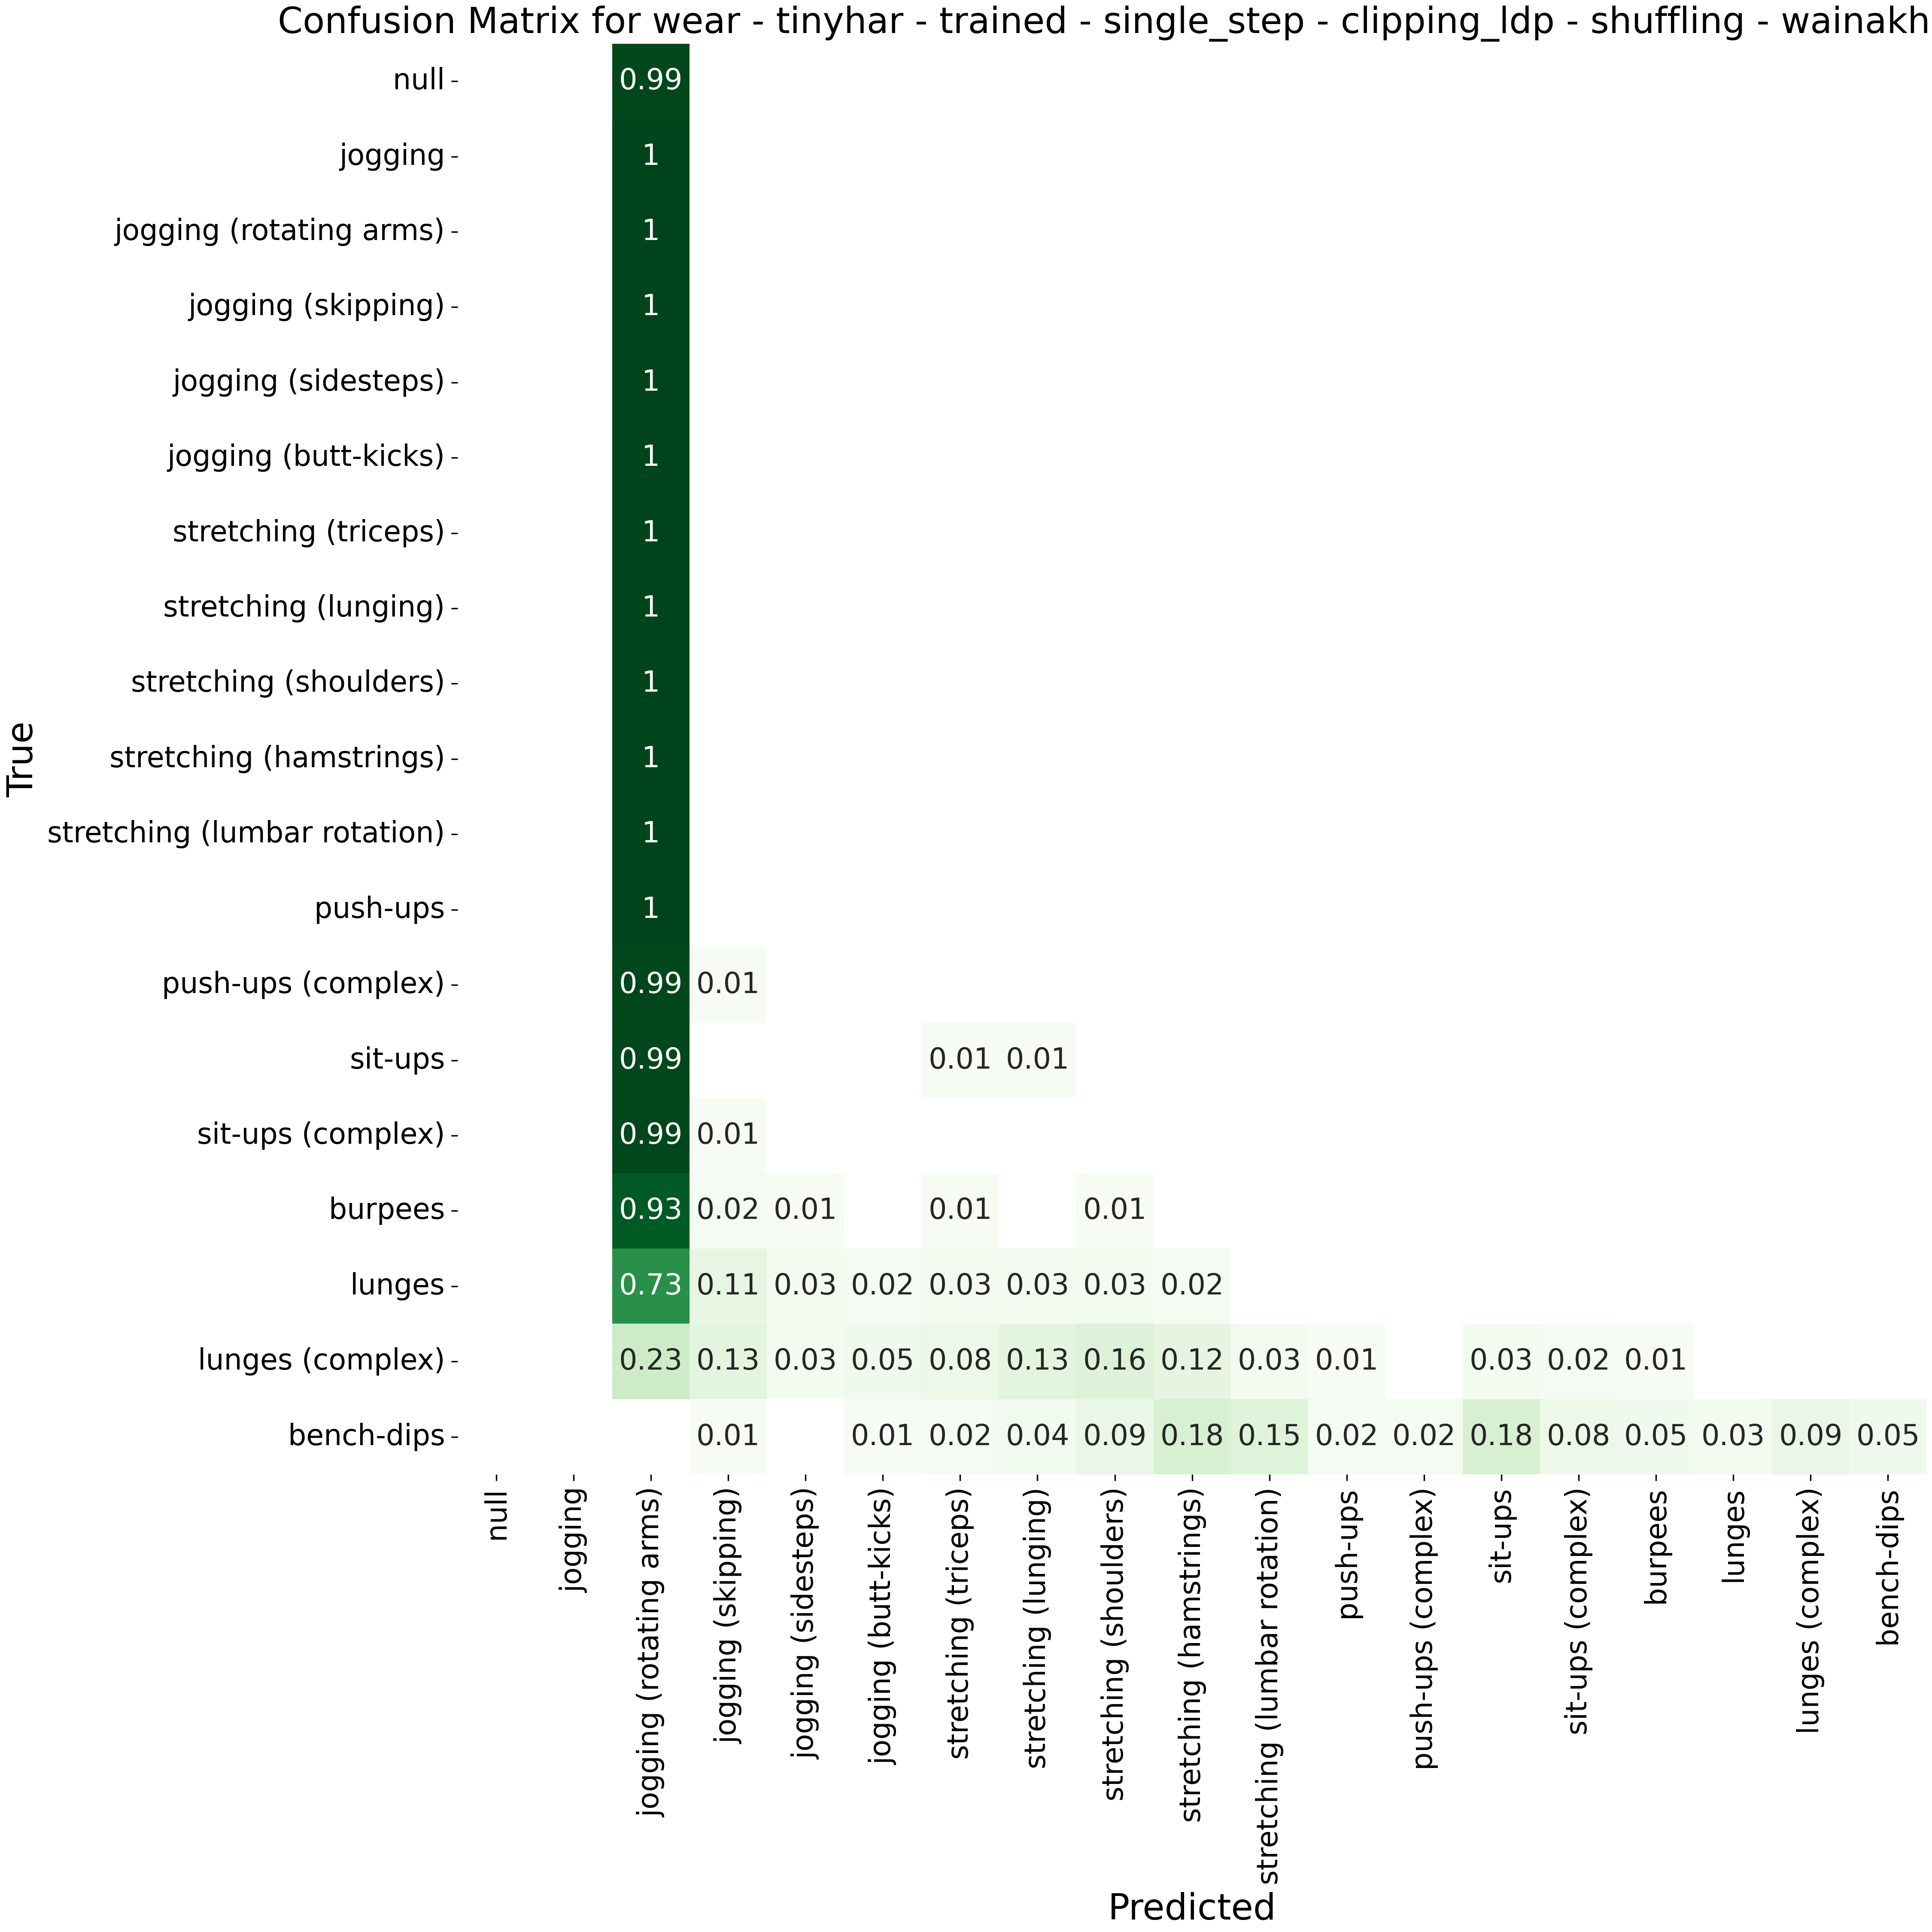 Confusion Matrix for wear - tinyhar - trained - single_step - clipping_ldp - shuffling - wainakh
True
null 0.99
jogging 1
jogging (rotating arms) 1
jogging (skipping) 1
jogging (sidesteps) 1
jogging (butt-kicks) 1
stretching (triceps) 1
stretching (lunging) 1
stretching (shoulders) 1
stretching (hamstrings) 1
stretching (lumbar rotation) 1
push-ups 1
push-ups (complex) 0.99 0.01
sit-ups 0.99 0.01 0.01
sit-ups (complex) 0.99 0.01
burpees 0.93 0.02 0.01 0.01 0.01
lunges 0.73 0.11 0.03 0.02 0.03 0.03 0.03 0.02
lunges (complex) 0.23 0.13 0.03 0.05 0.08 0.13 0.16 0.12 0.03 0.01 0.03 0.02 0.01
bench-dips 0.01 0.01 0.02 0.04 0.09 0.18 0.15 0.02 0.02 0.18 0.08 0.05 0.03 0.09 0.05
null
jogging
jogging (rotating arms)
jogging (skipping)
jogging (sidesteps)
jogging (butt-kicks)
stretching (triceps)
stretching (lunging)
stretching (shoulders)
stretching (hamstrings)
stretching (lumbar rotation)
push-ups
push-ups (complex)
sit-ups
sit-ups (complex)
burpees
lunges
lunges (complex)
bench-dips
Predicted